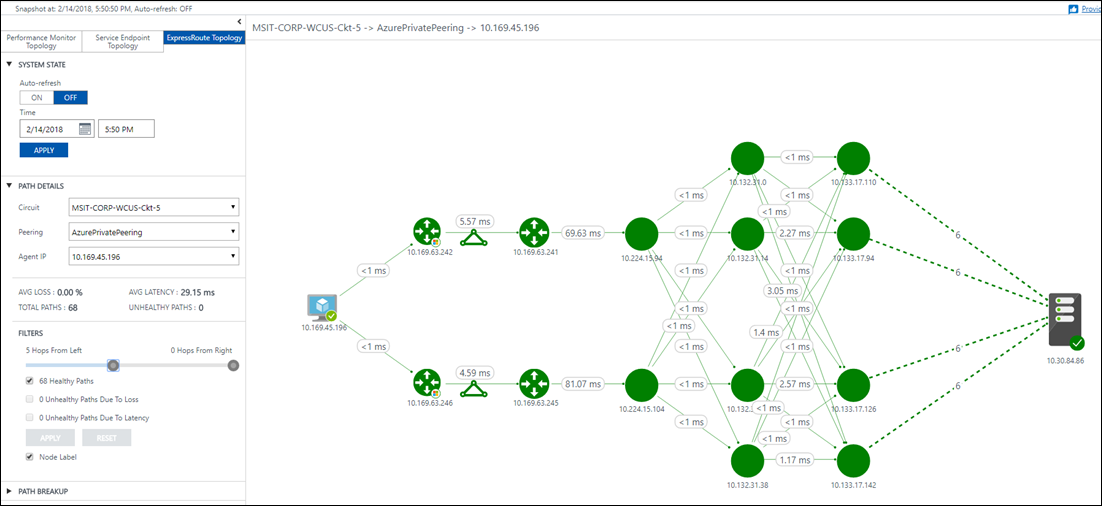 Snapshot at: 2/14/2018, 5:50:50 PM, Auto-refresh: OFF
Provi
Performance Monitor Topology
Service Endpoint Topology
ExpressRoute Topology
MSIT-CORP-WCUS-Ckt-5 -> AzurePrivatePeering -> 10.169.45.196
SYSTEM STATE
Auto-refresh
ON OFF
Time
2/14/2018 5:50 PM
APPLY
PATH DETAILS
Circuit MSIT-CORP-WCUS-Ckt-5
Peering AzurePrivatePeering
Agent IP 10.169.45.196
AVG LOSS : 0.00 % AVG LATENCY : 29.15 ms
TOTAL PATHS : 68 UNHEALTHY PATHS : 0
FILTERS
5 Hops From Left 0 Hops From Right
68 Healthy Paths
0 Unhealthy Paths Due To Loss
0 Unhealthy Paths Due To Latency
APPLY RESET
Node Label
PATH BREAKUP
10.169.45.196
<1 ms
<1 ms
10.169.63.242
5.57 ms
10.169.63.241
69.63 ms
10.224.15.94
10.169.63.246
4.59 ms
10.169.63.245
81.07 ms
10.224.15.104
<1 ms
<1 ms
<1 ms
<1 ms
<1 ms
<1 ms
<1 ms
<1 ms
10.132.31.0
10.132.31.14
10.132.
10.132.31.38
<1 ms
<1 ms
<1 ms
2.27 ms
<1 ms
3.05 ms
<1 ms
1.4 ms
<1 ms
2.57 ms
<1 ms
<1 ms
<1 ms
1.17 ms
10.133.17.110
10.133.17.94
10.133.17.126
10.133.17.142
6
6
6
6
10.30.84.86